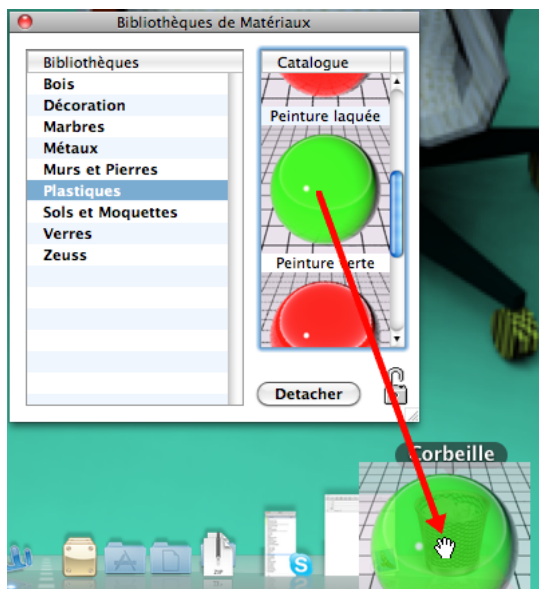 Bibliothèques de Matériaux
Bibliothèques
Bois
Décoration
Marbres
Métaux
Murs et Pierres
Plastiques
Sols et Moquettes
Verres
Zeuss
Catalogue
Peinture laquée
Peinture verte
Detacher
Corbeille
ZIP
S